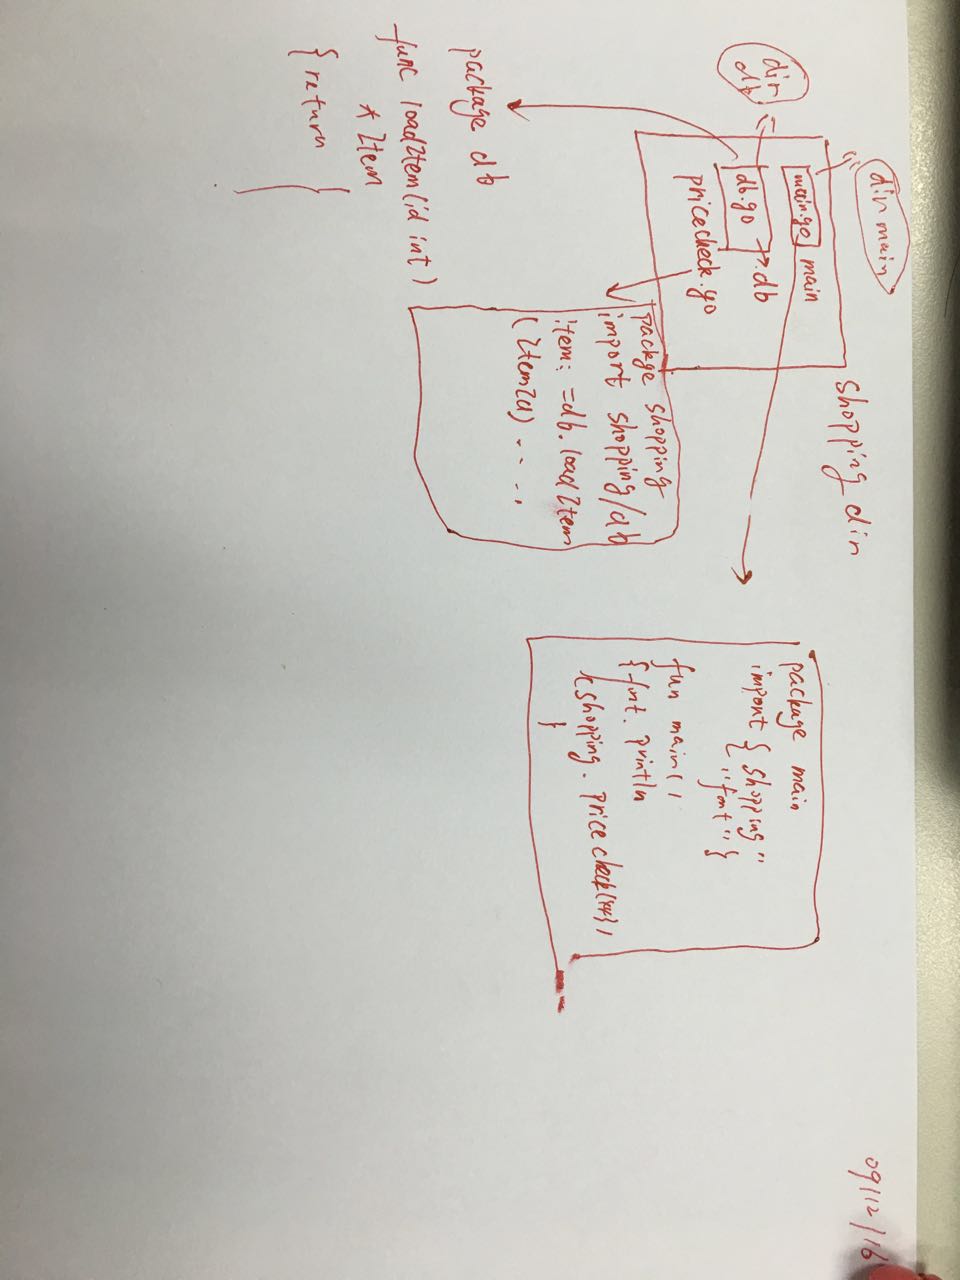 09/12/16
dir main
shopping dir
dir
db
main.go main
db.go → db
pricecheck.go
package db
func loadItem(id int)
*Item
{ return
}
packge shopping
import shopping/db
item: =db.loadItem
(ItemId) . . . .
package main
import { shopping"
"fmt" }
fun main()
{ fmt. println
(shopping. pricecheck(
}